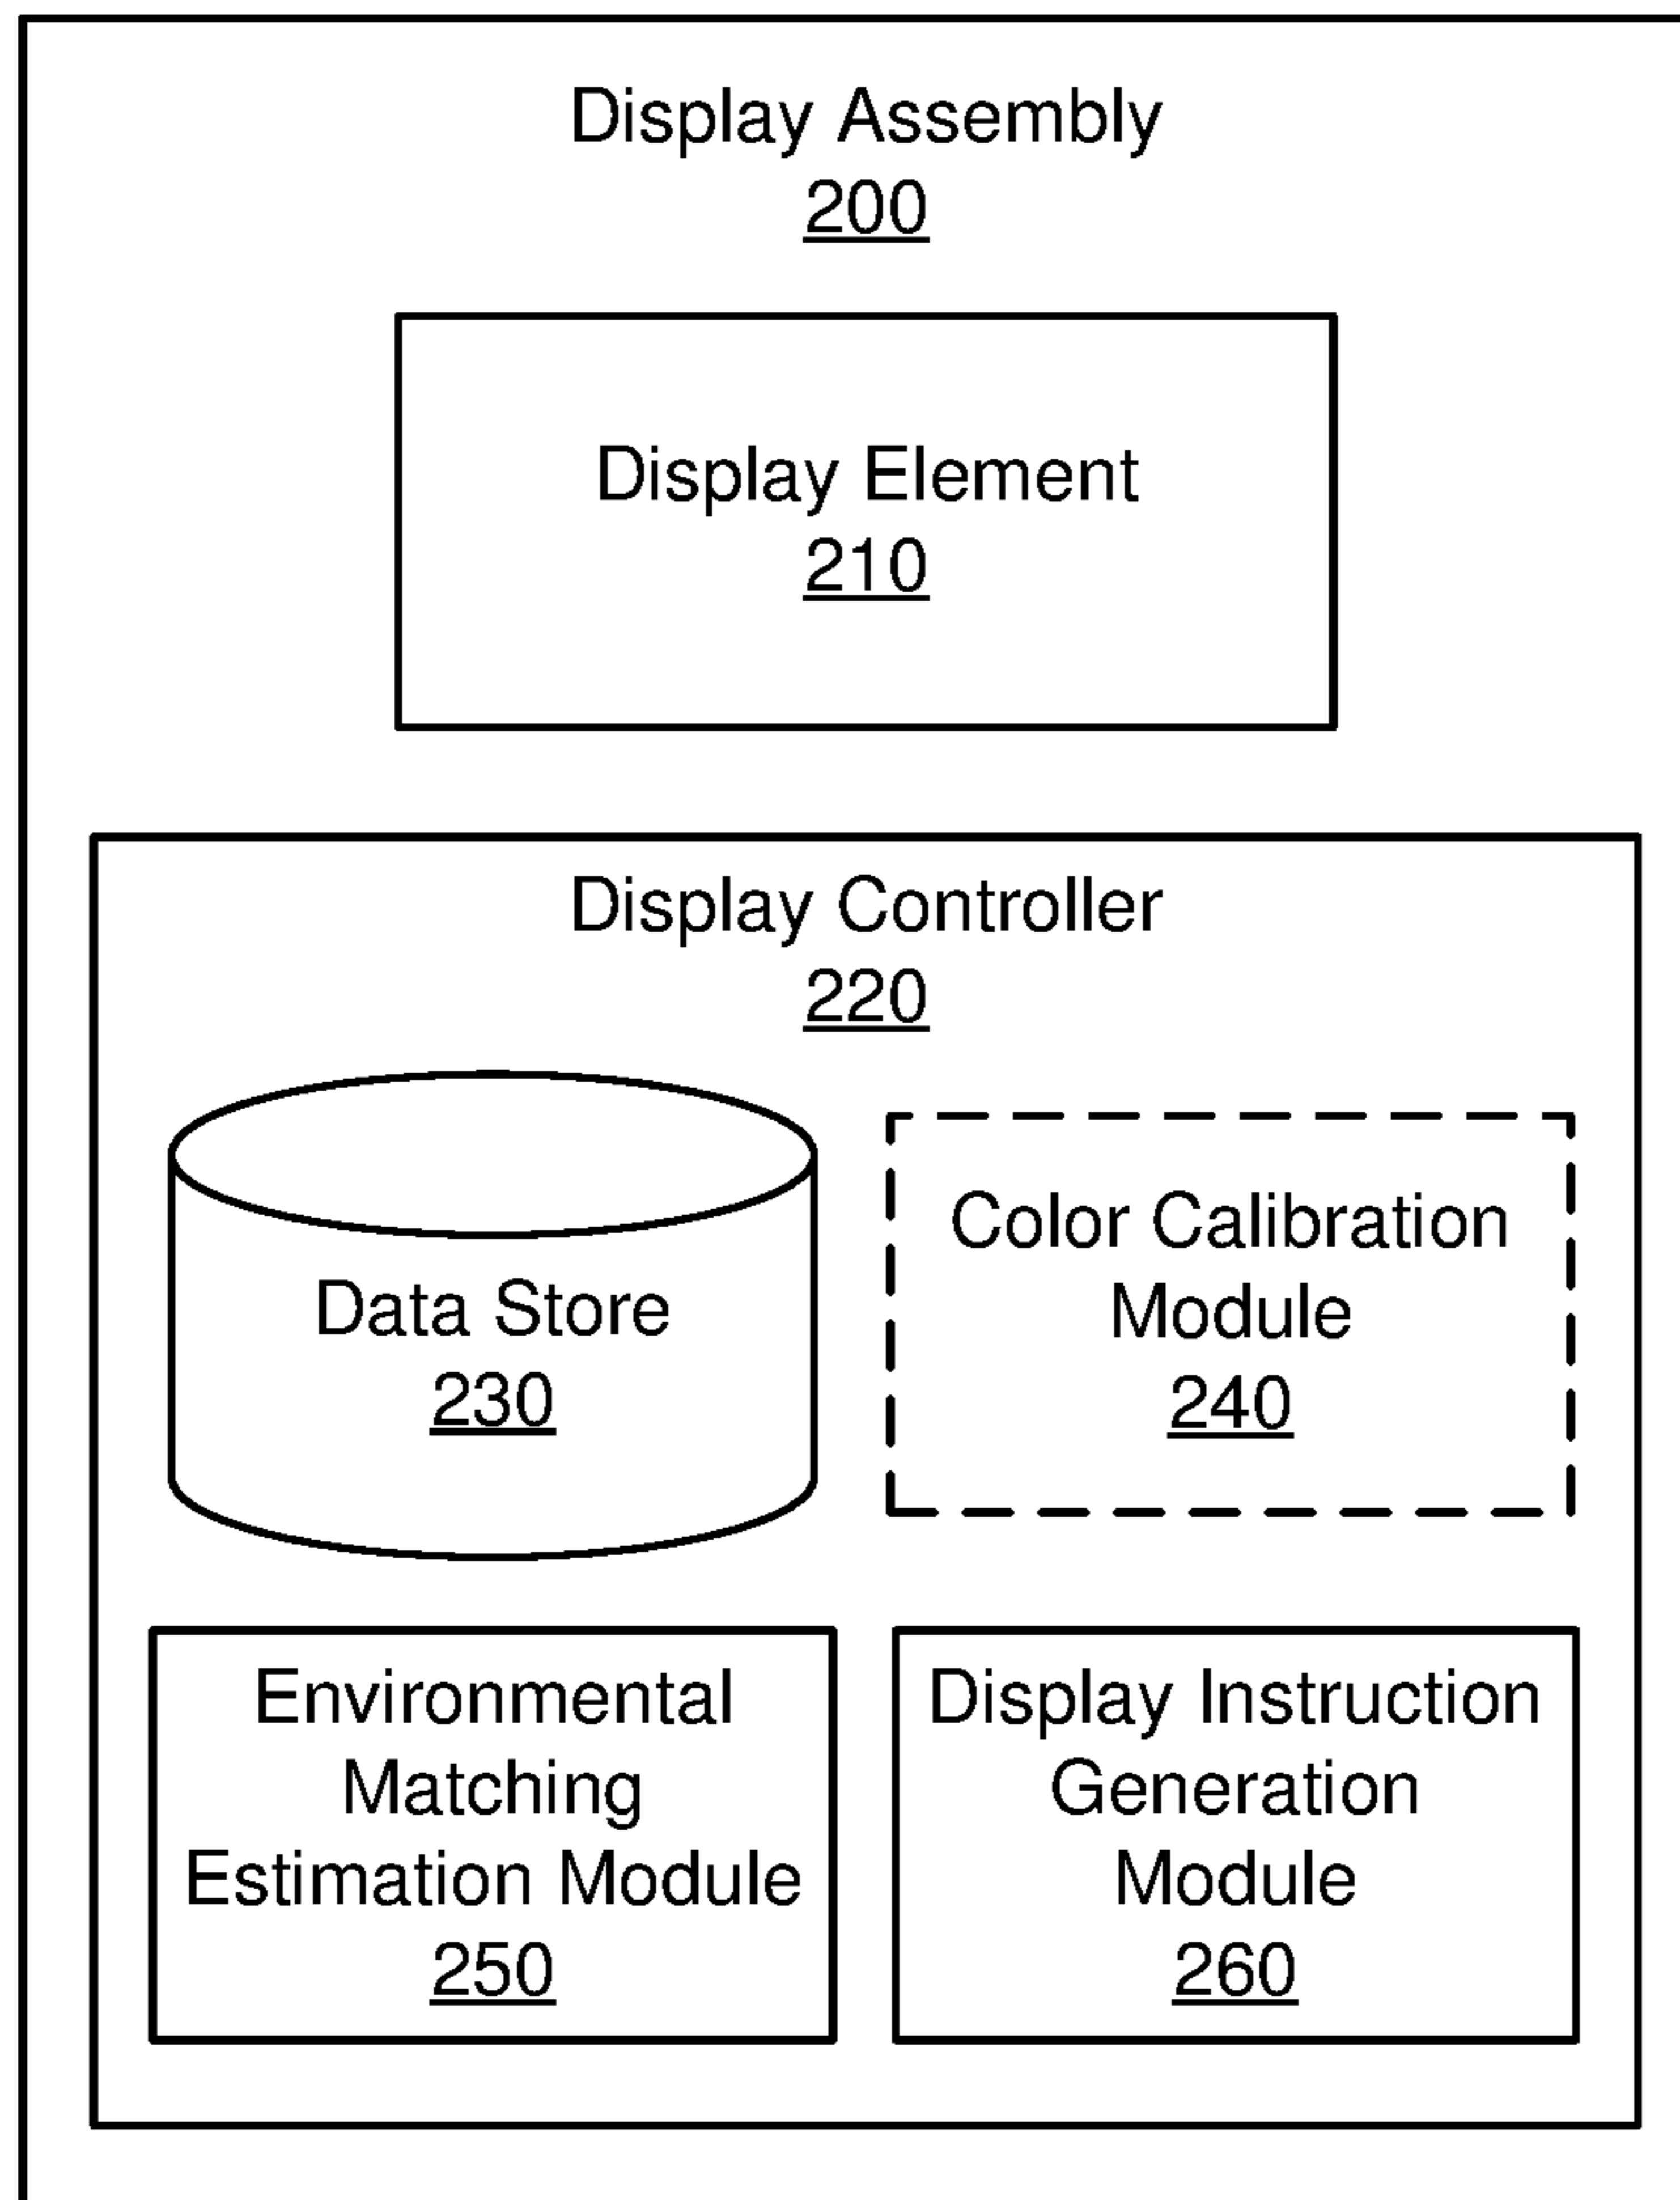 Display Assembly
200
Display Element
210
Display Controller
220
Data Store
230
Color Calibration
Module
240
Environmental
Matching
Estimation Module
250
Display Instruction
Generation
Module
260